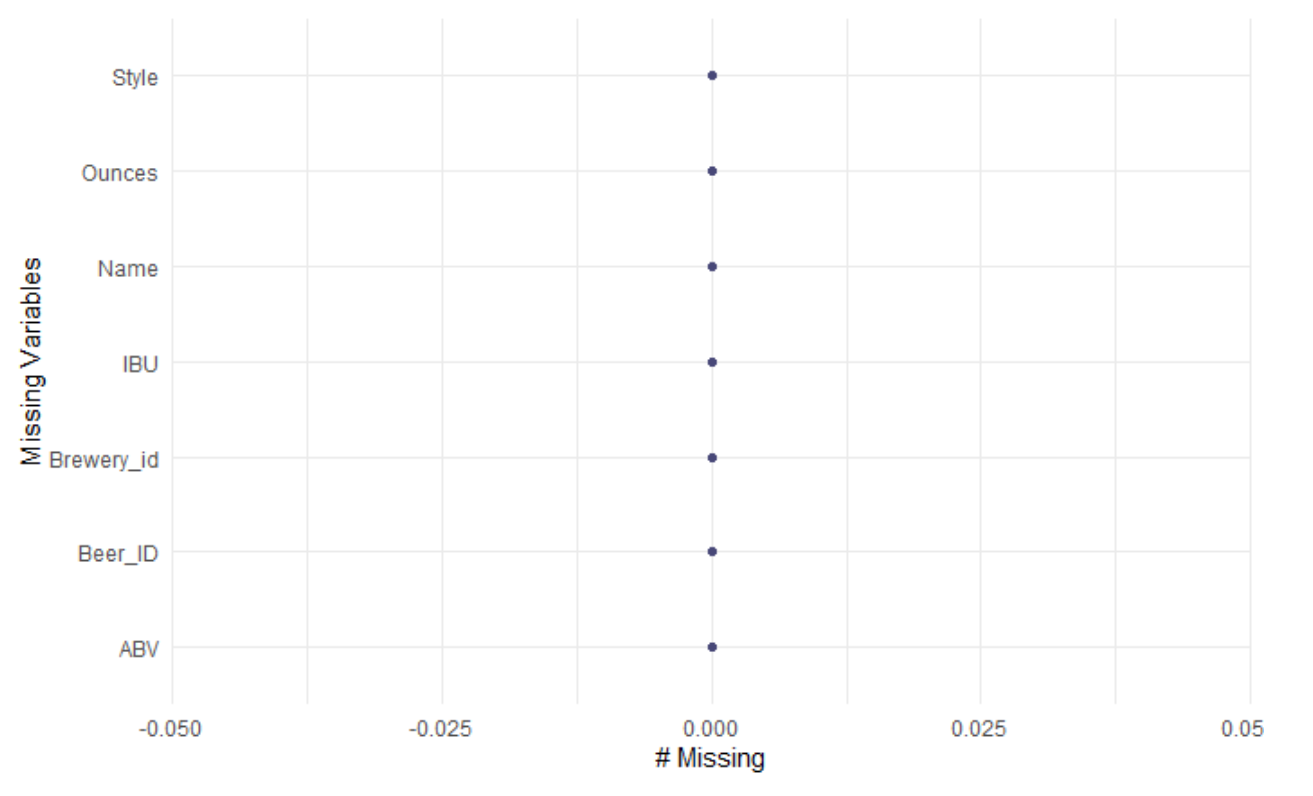 Style
Ounces
Name
IBU
Brewery_id
Beer_ID
ABV
Missing Variables
-0.050
-0.025
0.000
0.025
0.05
# Missing